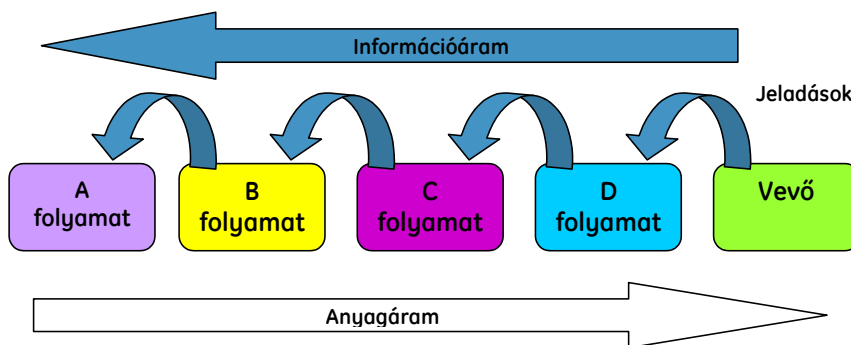 Információáram
Jeladások
A
folyamat
B
folyamat
C
folyamat
D
folyamat
Vevő
Anyagáram